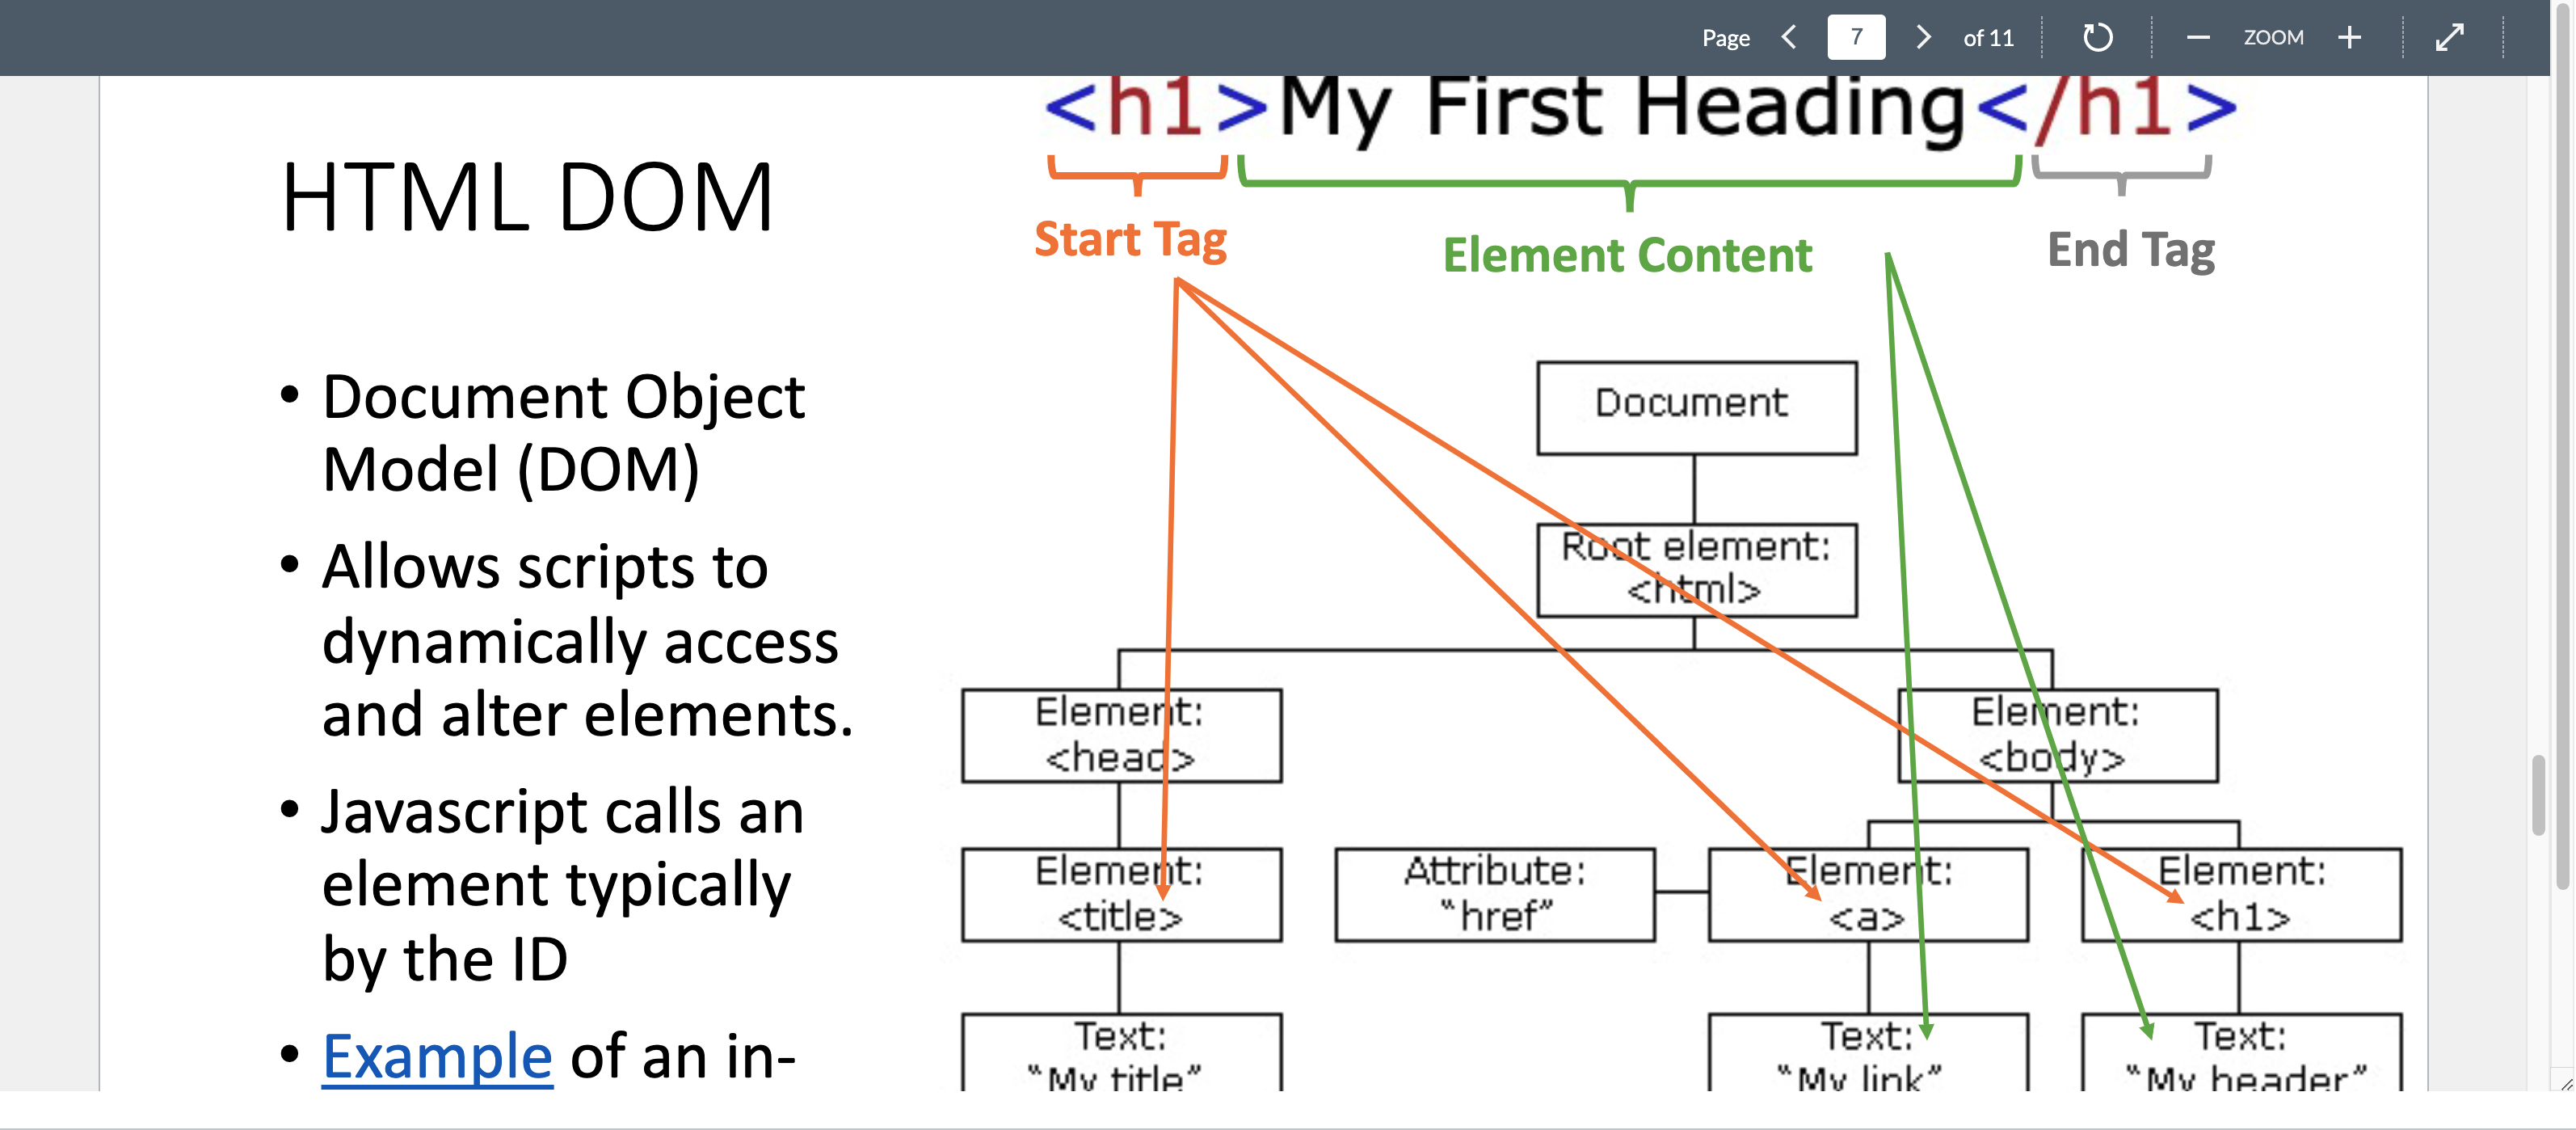 Page 7 of 11 ZOOM
<h1>My First Heading</h1>
Start Tag
Element Content
End Tag
HTML DOM
• Document Object
Model (DOM)
• Allows scripts to
dynamically access
and alter elements.
• Javascript calls an
element typically
by the ID
• Example of an in-
Document
Root element:
<html>
Element:
<head>
Element:
<body>
Element:
<title>
Attribute:
“href”
Element:
<a>
Element:
<h1>
Text:
“My title”
Text:
“My link”
Text:
“My header”